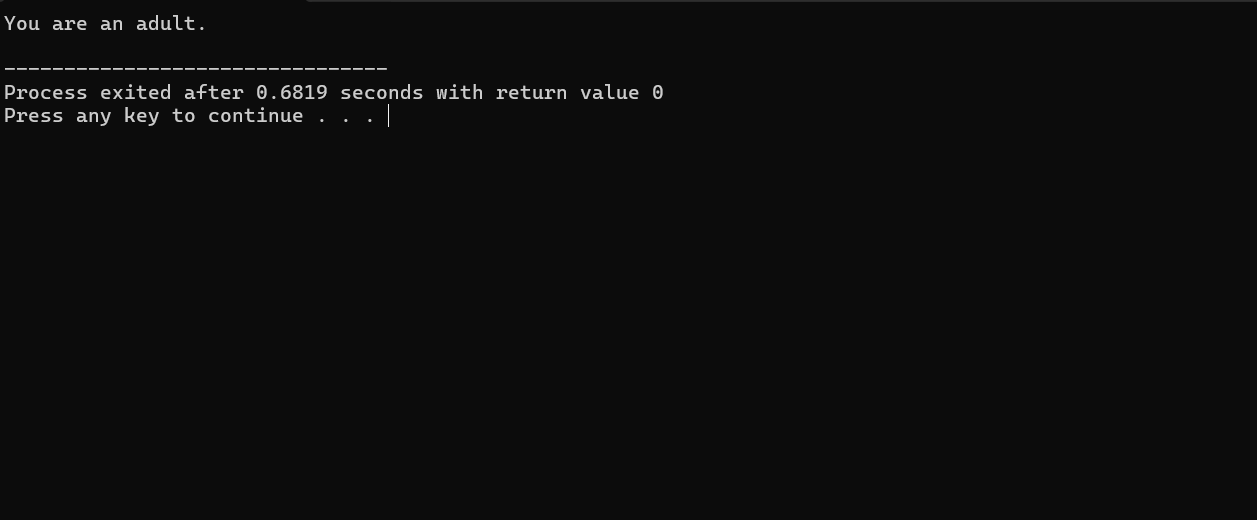 You are an adult.
--------------------------------
Process exited after 0.6819 seconds with return value 0
Press any key to continue . . .